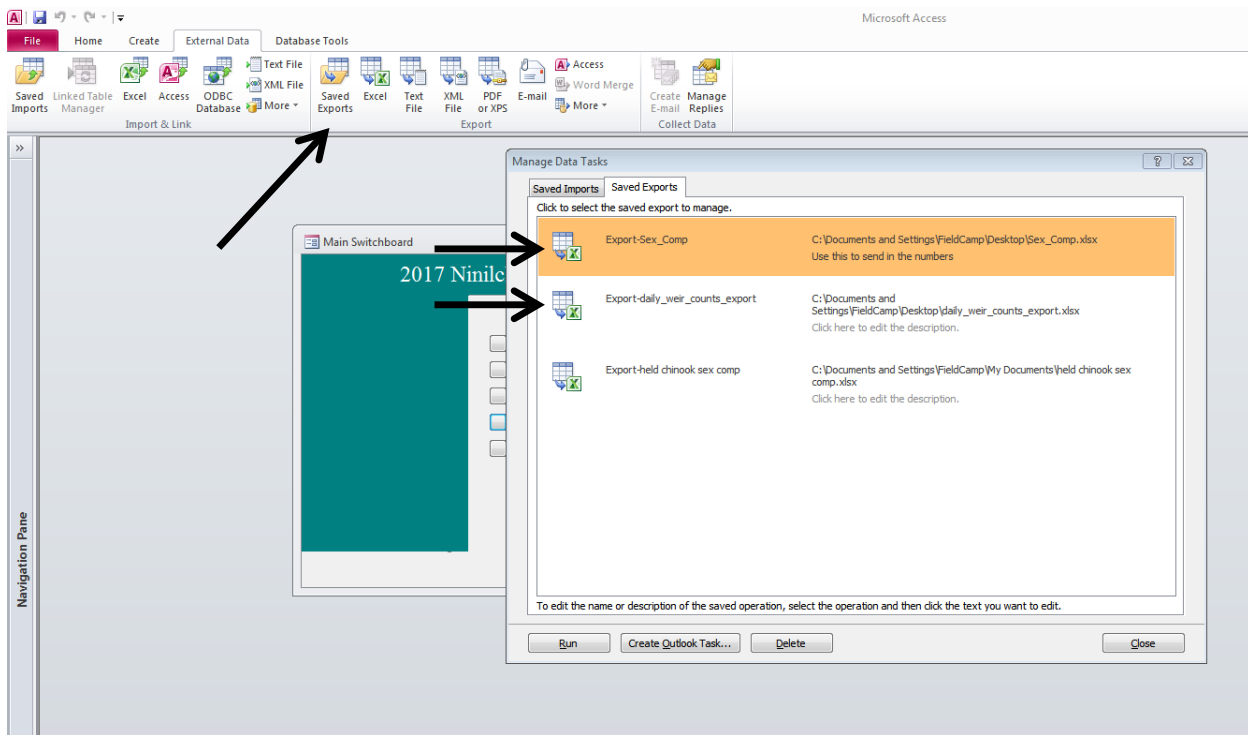 A
Microsoft Access
File Home Create External Data Database Tools
Saved Imports
Linked Table Manager
Excel
Access
ODBC Database
Text File
XML File
More
Import & Link
Saved Exports
Excel
Text File
XML File
PDF or XPS
E-mail
Access
Word Merge
More
Export
Create E-mail
Manage Replies
Collect Data
»
Navigation Pane
Main Switchboard
2017 Ninilc
Manage Data Tasks
Saved Imports Saved Exports
Click to select the saved export to manage.
Export-Sex_Comp
C:\Documents and Settings\FieldCamp\Desktop\Sex_Comp.xlsx
Use this to send in the numbers
Export-daily_weir_counts_export
C:\Documents and
Settings\FieldCamp\Desktop\daily_weir_counts_export.xlsx
Click here to edit the description.
Export-held chinook sex comp
C:\Documents and Settings\FieldCamp\My Documents\held chinook sex
comp.xlsx
Click here to edit the description.
To edit the name or description of the saved operation, select the operation and then click the text you want to edit.
Run Create Outlook Task... Delete Close